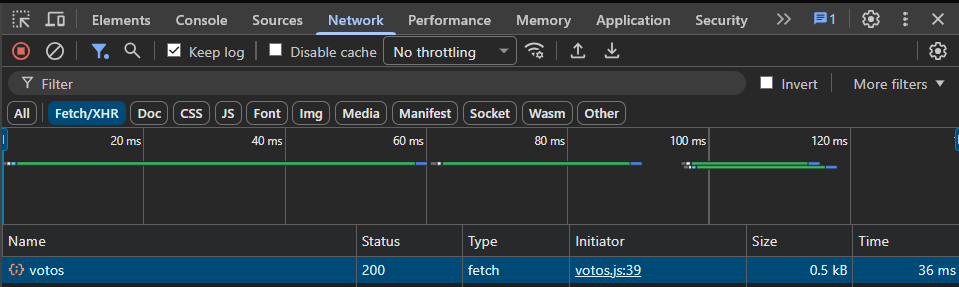 Elements Console Sources Network Performance Memory Application Security >> 1
Keep log Disable cache No throttling
Filter Invert More filters
All Fetch/XHR Doc CSS JS Font Img Media Manifest Socket Wasm Other
20 ms 40 ms 60 ms 80 ms 100 ms 120 ms
Name Status Type Initiator Size Time
votos 200 fetch votos.js:39 0.5 kB 36 ms